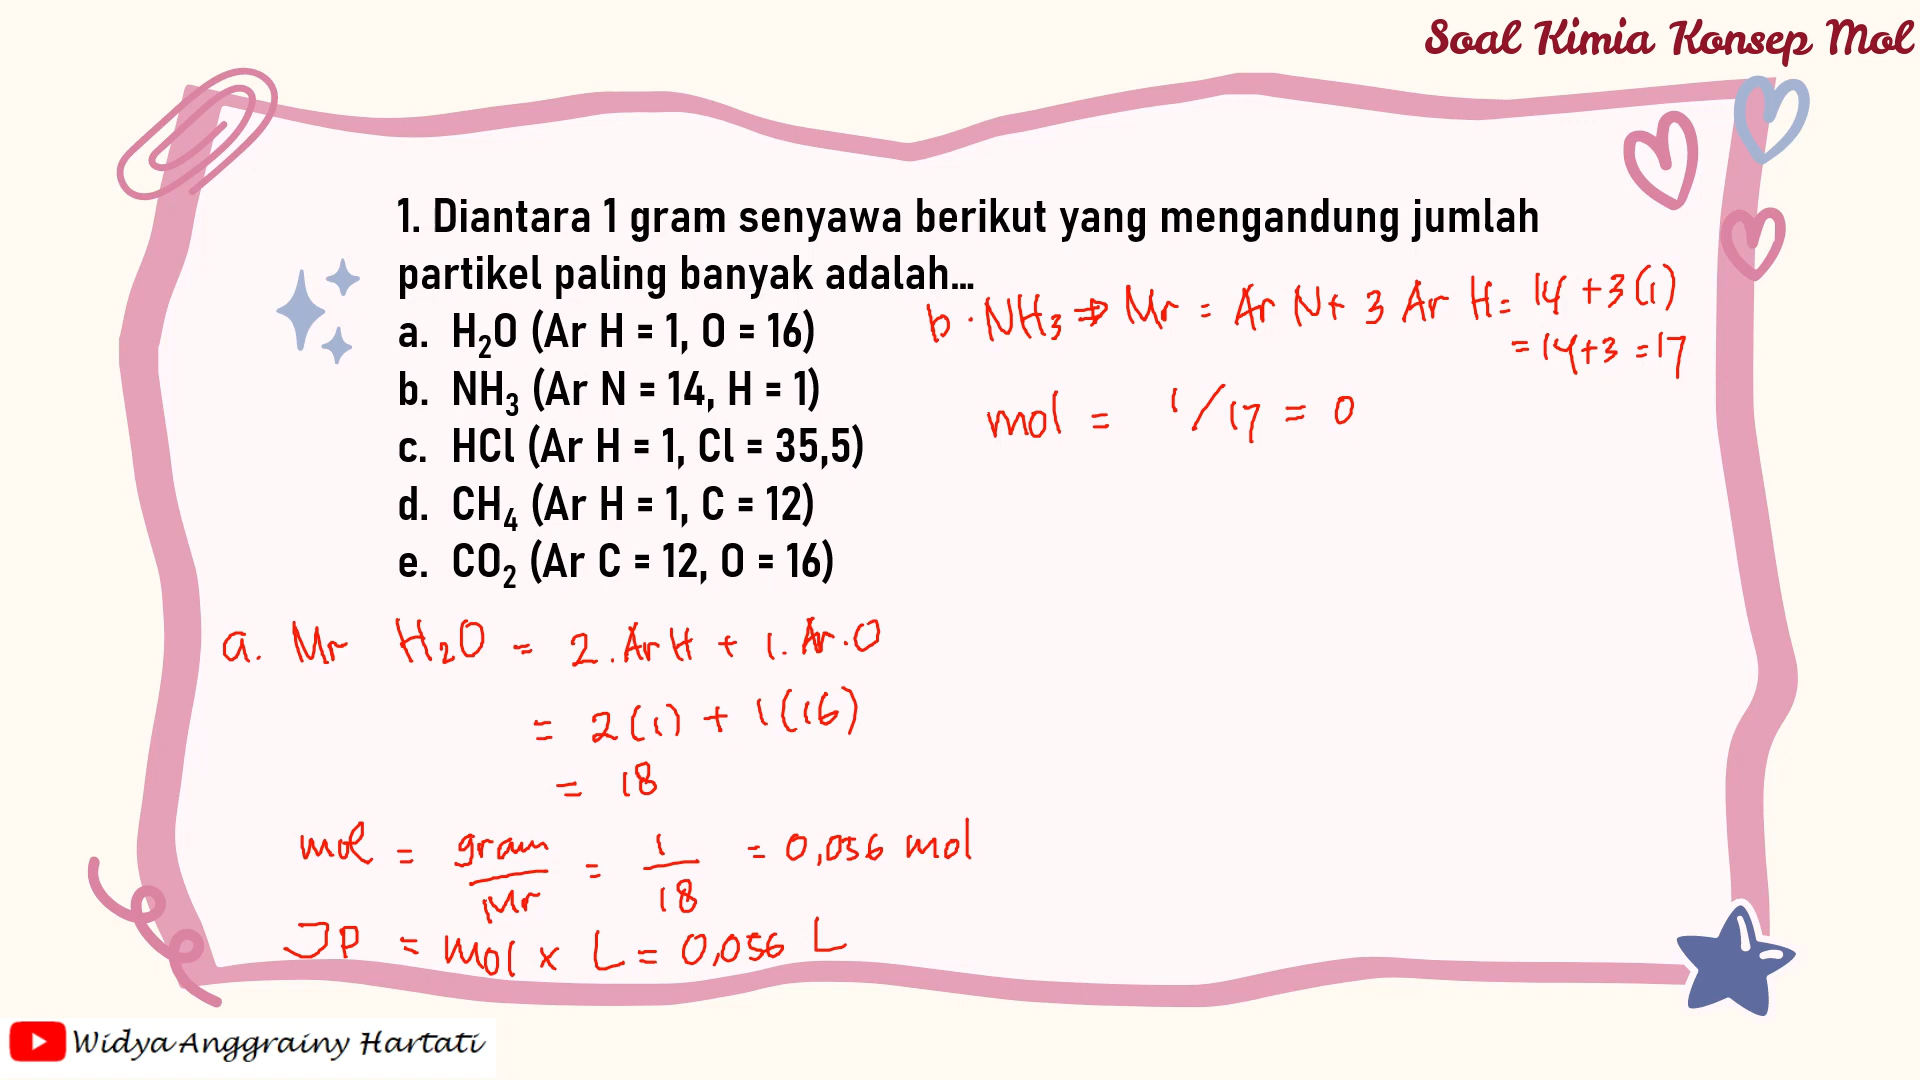 Soal Kimia Konsep Mol
1. Diantara 1 gram senyawa berikut yang mengandung jumlah
partikel paling banyak adalah...
a. H₂O (Ar H = 1, O = 16)
b. NH₃ (Ar N = 14, H = 1)
c. HCl (Ar H = 1, Cl = 35,5)
d. CH₄ (Ar H = 1, C = 12)
e. CO₂ (Ar C = 12, O = 16)
b. NH₃ ⇒ Mr = Ar N + 3 Ar H = 14 + 3(1)
= 14+3 = 17
mol = 1/17 = 0
a. Mr H₂O = 2. Ar H + 1. Ar. O
= 2(1) + 1(16)
= 18
mol = gram/Mr = 1/18 = 0,056 mol
JP = mol x L = 0,056 L
Widya Anggrainy Hartati